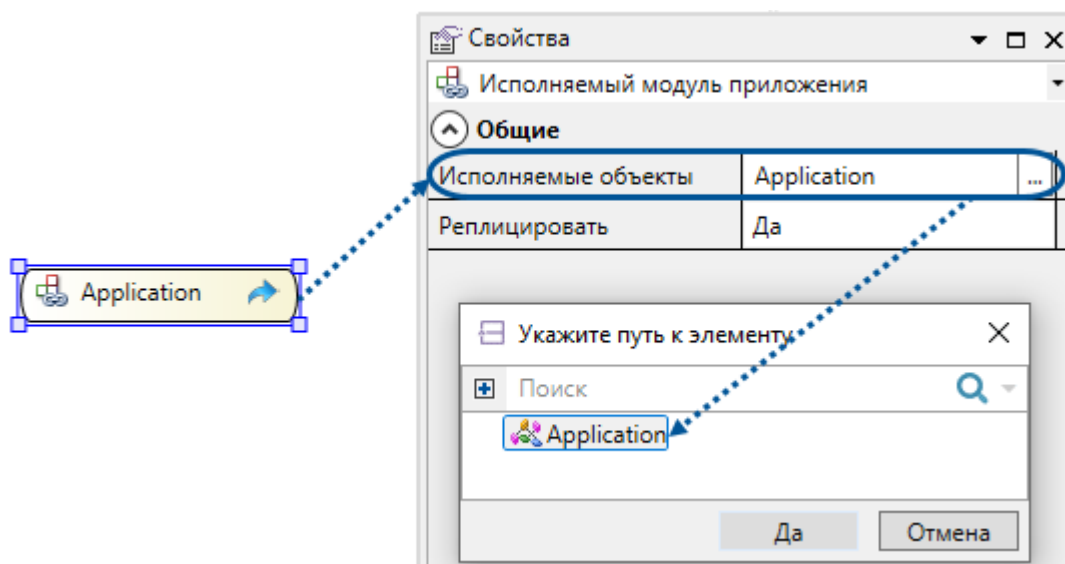 Свойства
Исполняемый модуль приложения
Общие
Исполняемые объекты Application ...
Реплицировать Да
Application
Укажите путь к элементу
Поиск
Application
Да Отмена